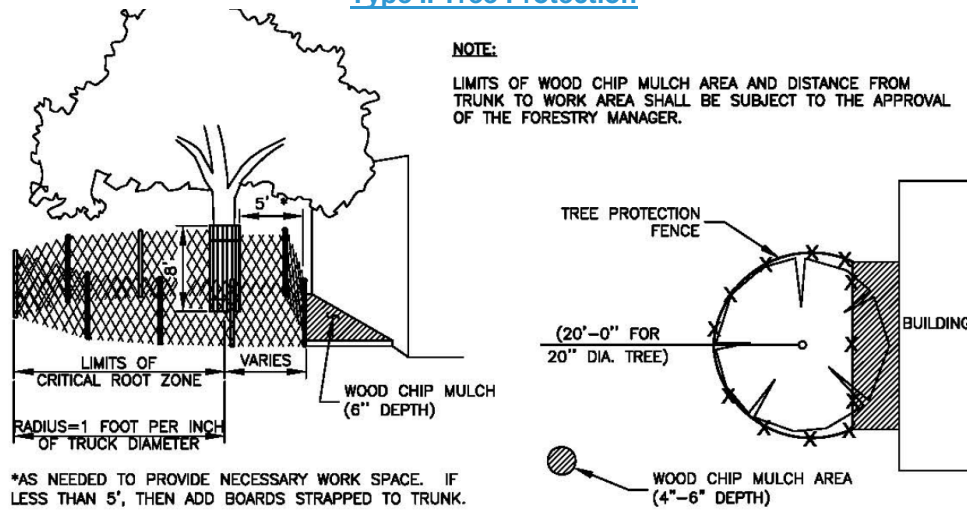 Type II Tree Protection
NOTE:
LIMITS OF WOOD CHIP MULCH AREA AND DISTANCE FROM
TRUNK TO WORK AREA SHALL BE SUBJECT TO THE APPROVAL
OF THE FORESTRY MANAGER.
5' *
8'
LIMITS OF
CRITICAL ROOT ZONE
VARIES
WOOD CHIP MULCH
(6" DEPTH)
RADIUS=1 FOOT PER INCH
OF TRUCK DIAMETER
*AS NEEDED TO PROVIDE NECESSARY WORK SPACE. IF
LESS THAN 5', THEN ADD BOARDS STRAPPED TO TRUNK.
TREE PROTECTION
FENCE
(20'-0" FOR
20" DIA. TREE)
BUILDING
WOOD CHIP MULCH AREA
(4"-6" DEPTH)